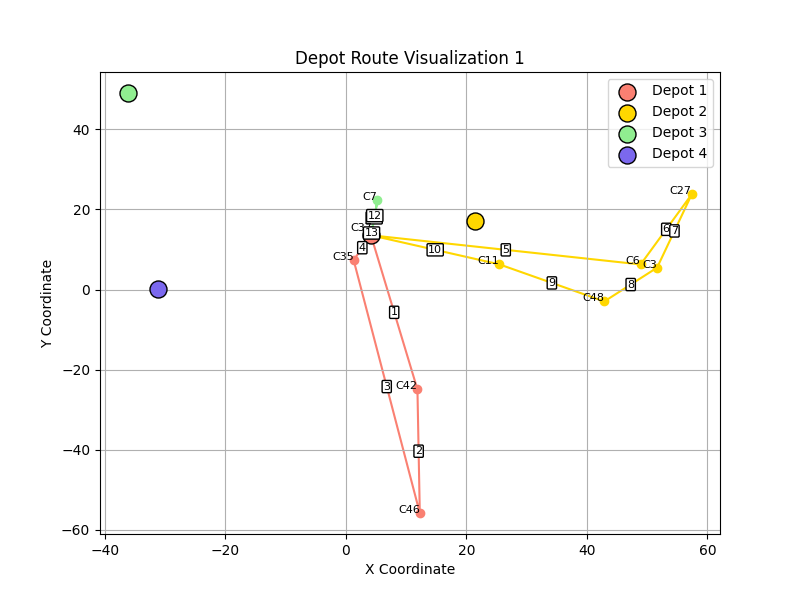 Depot Route Visualization 1
Depot 1
Depot 2
Depot 3
Depot 4
Y Coordinate
40
20
0
−20
−40
−60
C27
C7
12
6
7
13
4
10
5
C35
C11
C6
C3
9
8
C48
1
3
C42
2
C46
−40
−20
0
20
40
60
X Coordinate